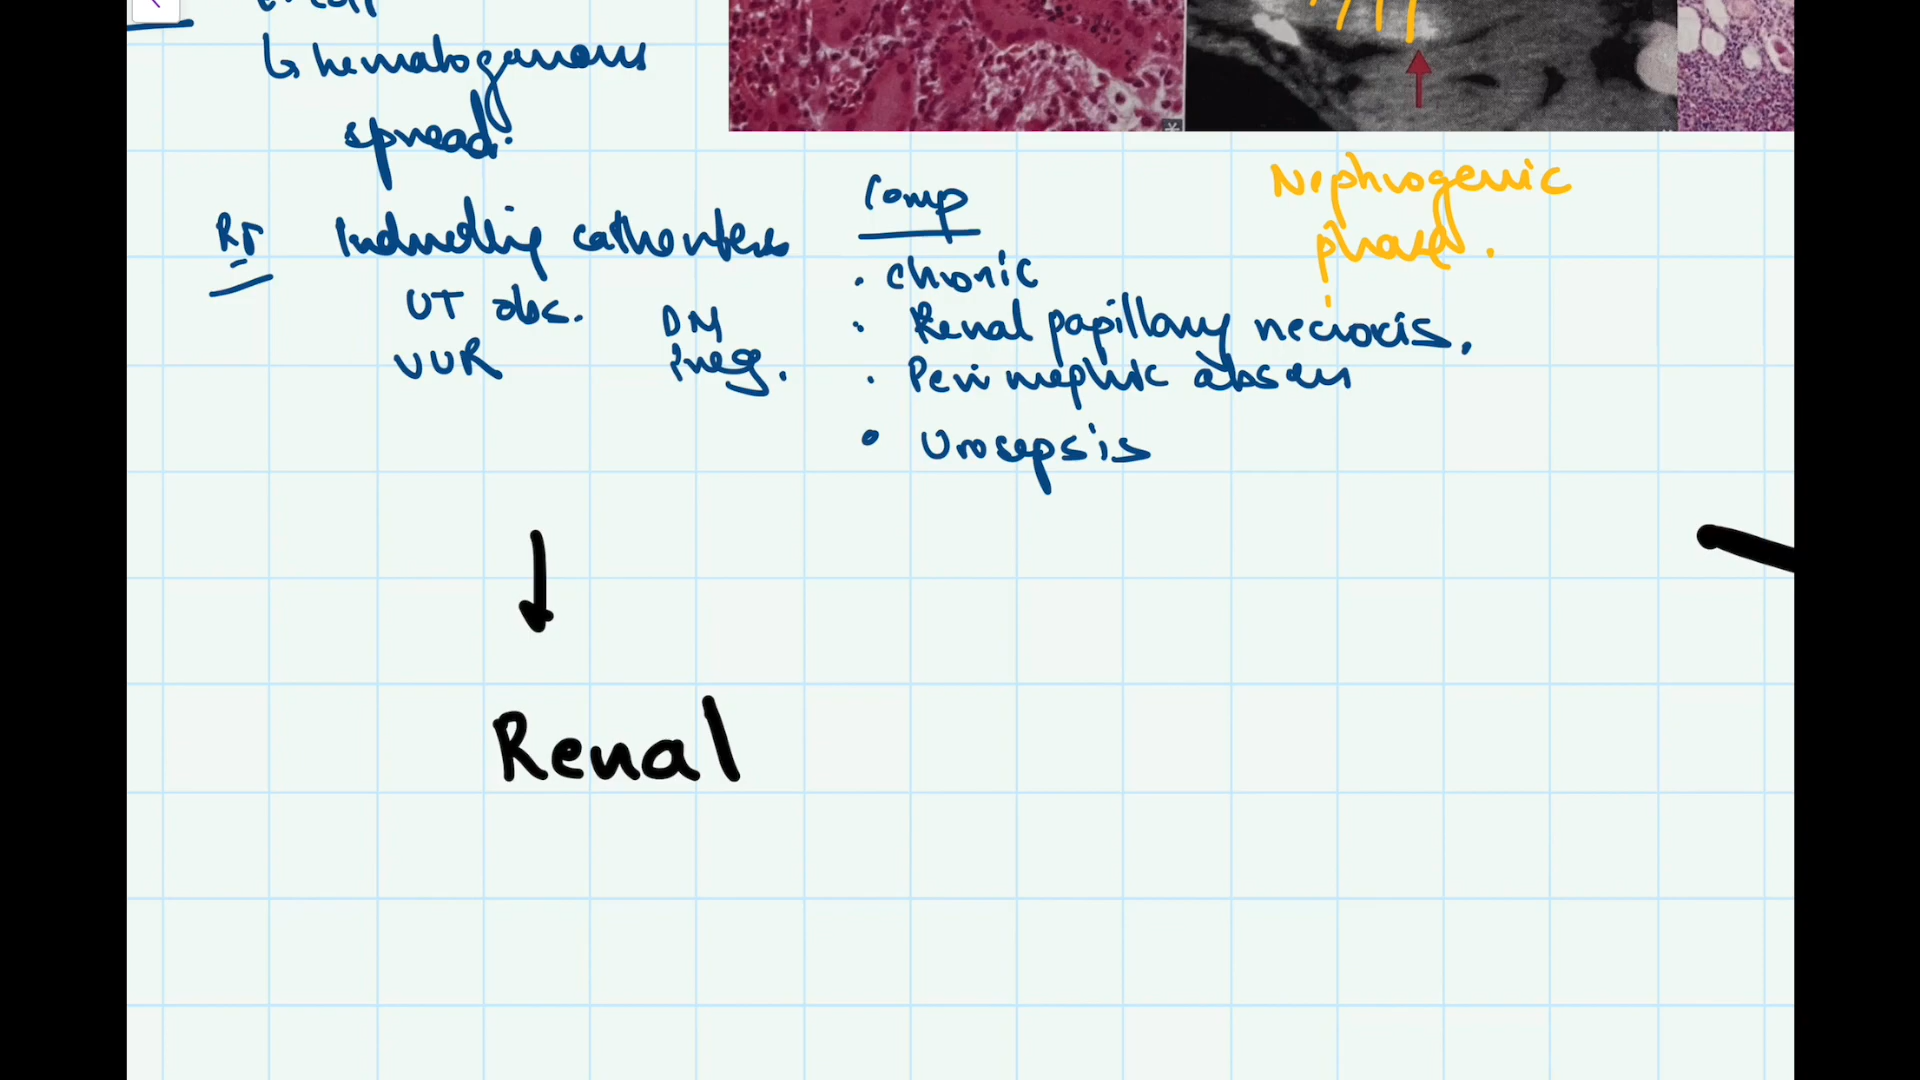 ↳ hematogenous
spread.
RF Indwelling catheters
UT obs.
VUR
DM
Preg.
Comp
• chronic
• Renal papillary necrosis.
• Perinephric abscess
• Urosepsis
Nephrogenic
phase.
Renal